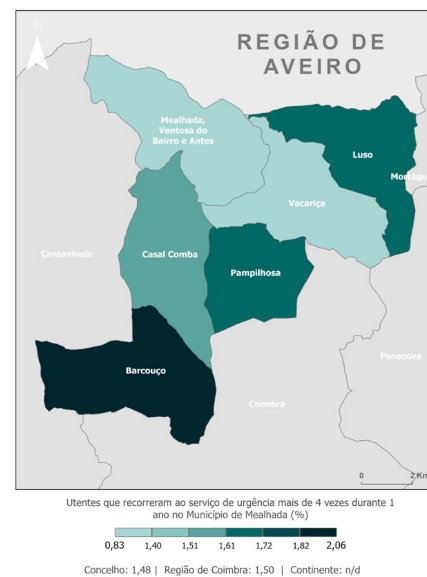 N
REGIÃO DE
AVEIRO
Mealhada,
Ventosa do
Bairro e Antes
Luso
Mortágu
Vacariça
Cantanhede
Casal Comba
Pampilhosa
Penacova
Barcouço
Coimbra
0 2 Km
Utentes que recorreram ao serviço de urgência mais de 4 vezes durante 1
ano no Município de Mealhada (%)
0,83 1,40 1,51 1,61 1,72 1,82 2,06
Concelho: 1,48 | Região de Coimbra: 1,50 | Continente: n/d